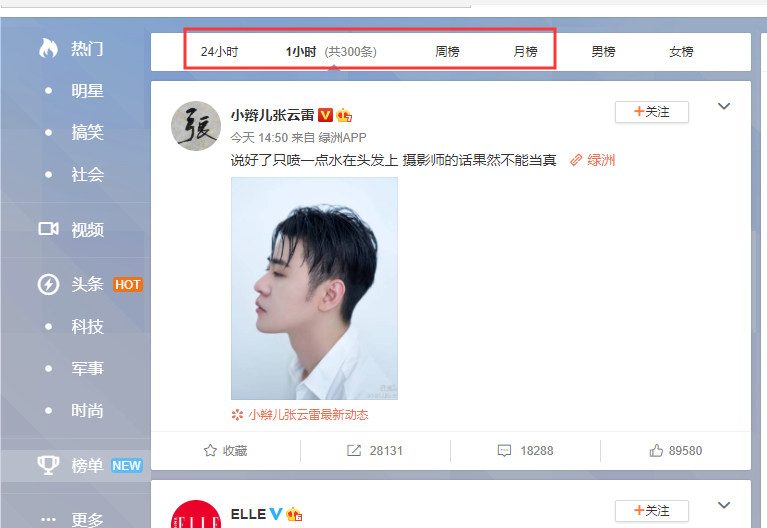 热门
明星
搞笑
社会
视频
头条 HOT
科技
军事
时尚
榜单 NEW
更多
24小时 1小时 (共300条) 周榜 月榜 男榜 女榜
张
小辫儿张云雷 V
+关注
今天 14:50 来自 绿洲APP
说好了只喷一点水在头发上 摄影师的话果然不能当真 绿洲
小辫儿张云雷最新动态
收藏 28131 18288 89580
ELLE
ELLE V
+关注